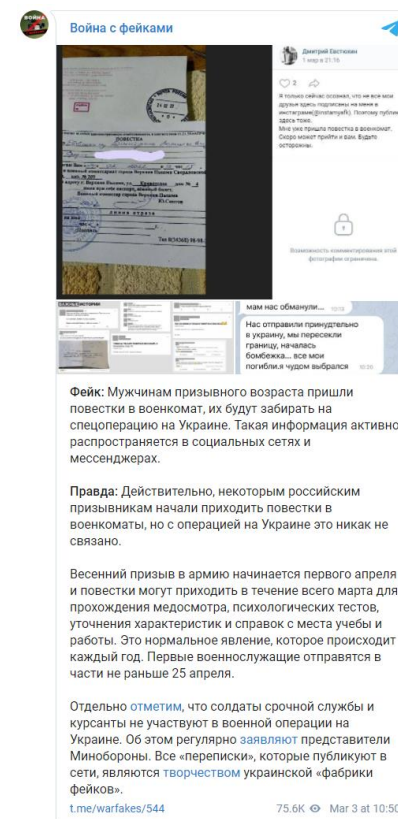 Война с фейками
Дмитрий Евстюхин
1 мар в 21:16
2
Я только сейчас осознал, что не все мои
друзья здесь подписаны на меня в
Поэтому публи
здесь тоже.
Мне уже пришла повестка в военкомат.
Скоро может прийти и вам. Будьте
осторожны.
ПОВЕСТКА
линия отреза
Возможность комментирования этой
фотографии ограничена.
ВАЖНЫЕ ИСТОРИИ
мам нас обманули...
Нас отправили принудтельно
в украину, мы пересекли
границу, началась
бомбежка... все мои
погибли.я чудом выбрался
Фейк: Мужчинам призывного возраста пришли
повестки в военкомат, их будут забирать на
спецоперацию на Украине. Такая информация активно
распространяется в социальных сетях и
мессенджерах.
Правда: Действительно, некоторым российским
призывникам начали приходить повестки в
военкоматы, но с операцией на Украине это никак не
связано.
Весенний призыв в армию начинается первого апреля
и повестки могут приходить в течение всего марта для
прохождения медосмотра, психологических тестов,
уточнения характеристик и справок с места учебы и
работы. Это нормальное явление, которое происходит
каждый год. Первые военнослужащие отправятся в
части не раньше 25 апреля.
Отдельно отметим, что солдаты срочной службы и
курсанты не участвуют в военной операции на
Украине. Об этом регулярно заявляют представители
Минобороны. Все «переписки», которые публикуют в
сети, являются творчеством украинской «фабрики
фейков».
t.me/warfakes/544 75.6K Mar 3 at 10:50